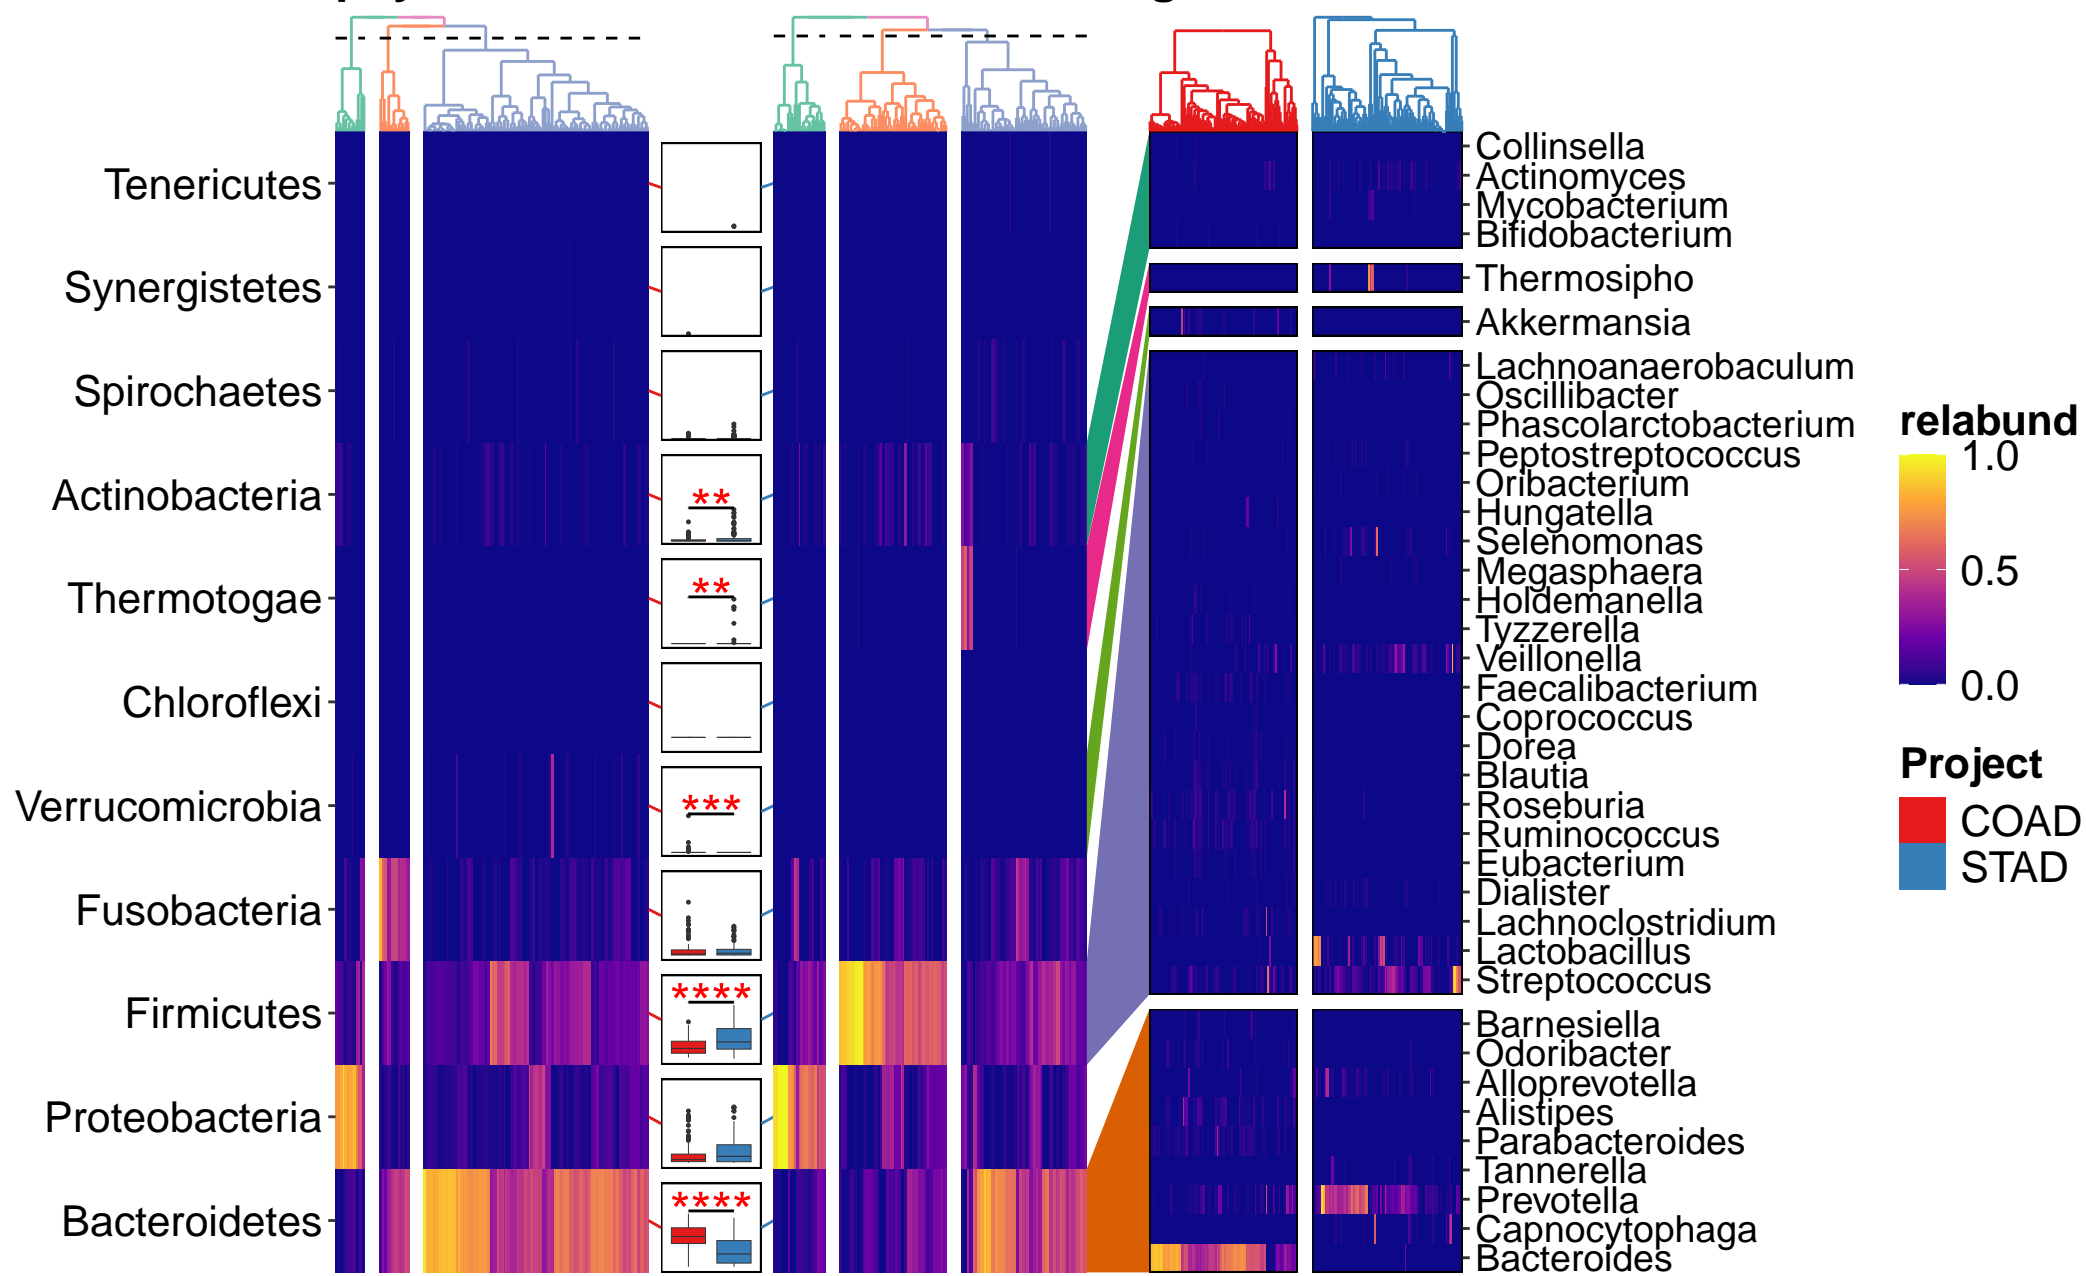 Tenericutes
Synergistetes
Spirochaetes
Actinobacteria
Thermotogae
Chloroflexi
Verrucomicrobia
Fusobacteria
Firmicutes
Proteobacteria
Bacteroidetes
**
**
***
****
****
Collinsella
Actinomyces
Mycobacterium
Bifidobacterium
Thermosipho
Akkermansia
Lachnoanaerobaculum
Oscillibacter
Phascolarctobacterium
Peptostreptococcus
Oribacterium
Hungatella
Selenomonas
Megasphaera
Holdemanella
Tyzzerella
Veillonella
Faecalibacterium
Coprococcus
Dorea
Blautia
Roseburia
Ruminococcus
Eubacterium
Dialister
Lachnoclostridium
Lactobacillus
Streptococcus
Barnesiella
Odoribacter
Alloprevotella
Alistipes
Parabacteroides
Tannerella
Prevotella
Capnocytophaga
Bacteroides
relabund
1.0
0.5
0.0
Project
COAD
STAD